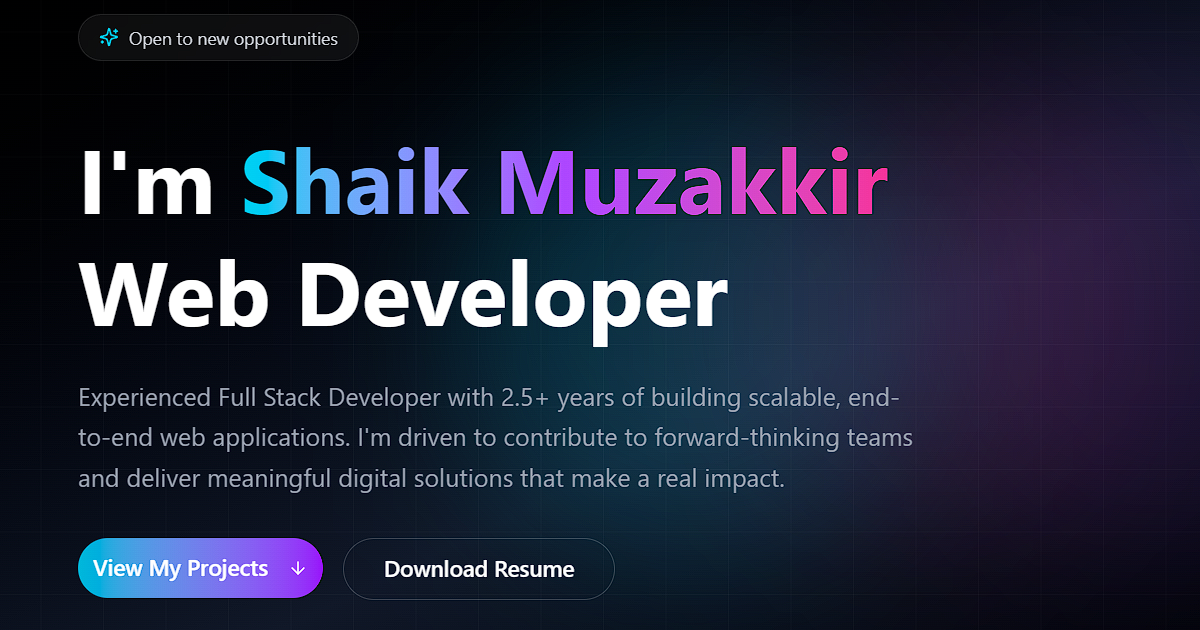 Open to new opportunities
I'm Shaik Muzakkir
Web Developer
Experienced Full Stack Developer with 2.5+ years of building scalable, end-
to-end web applications. I'm driven to contribute to forward-thinking teams
and deliver meaningful digital solutions that make a real impact.
View My Projects ↓
Download Resume